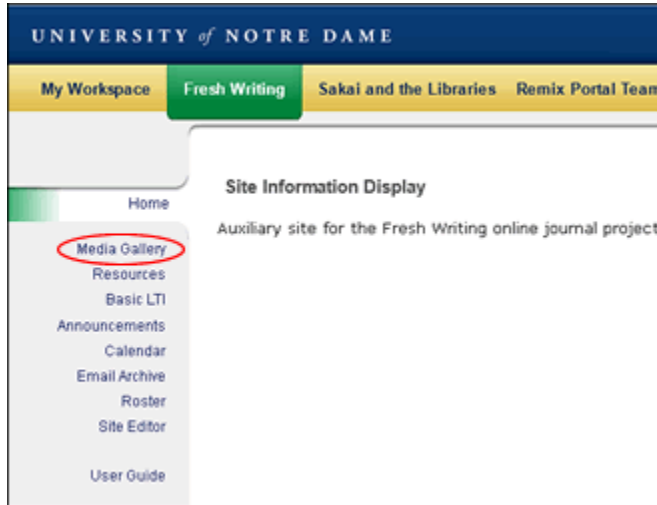 UNIVERSITY of NOTRE DAME
My Workspace Fresh Writing Sakai and the Libraries Remix Portal Team
Site Information Display
Home
Auxiliary site for the Fresh Writing online journal project
Media Gallery
Resources
Basic LTI
Announcements
Calendar
Email Archive
Roster
Site Editor
User Guide